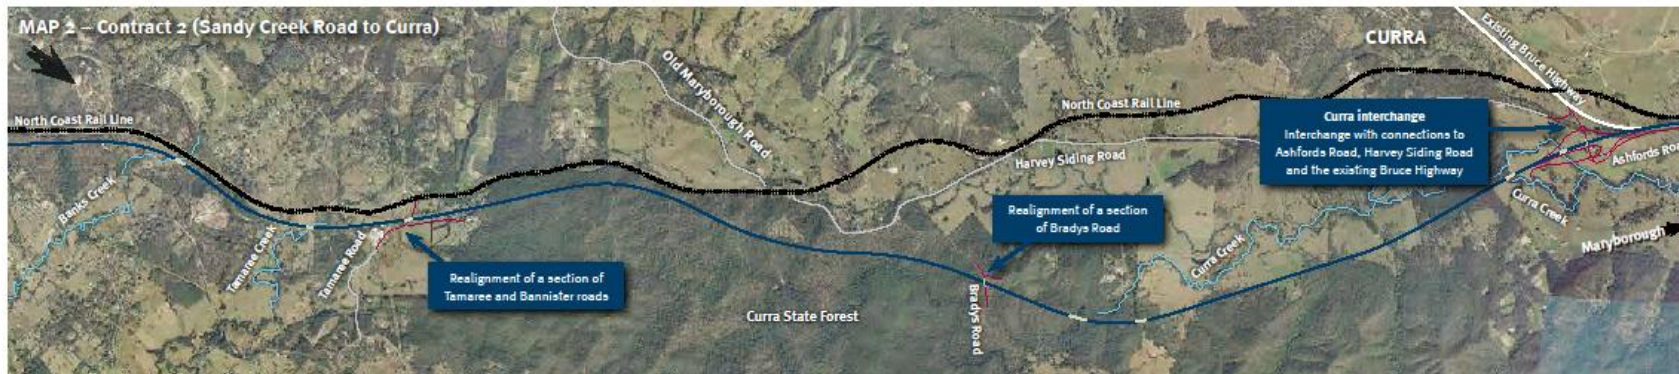 MAP 2 – Contract 2 (Sandy Creek Road to Curra)
North Coast Rail Line
Banks Creek
Tamaree Creek
Tamaree Road
Realignment of a section of
Tamaree and Bannister roads
Old Maryborough Road
Curra State Forest
North Coast Rail Line
Harvey Siding Road
Realignment of a section
of Bradys Road
Bradys Road
CURRA
Existing Bruce Highway
Curra interchange
Interchange with connections to
Ashfords Road, Harvey Siding Road
and the existing Bruce Highway
Ashfords Roa
Curra Creek
Curra Creek
Maryborough